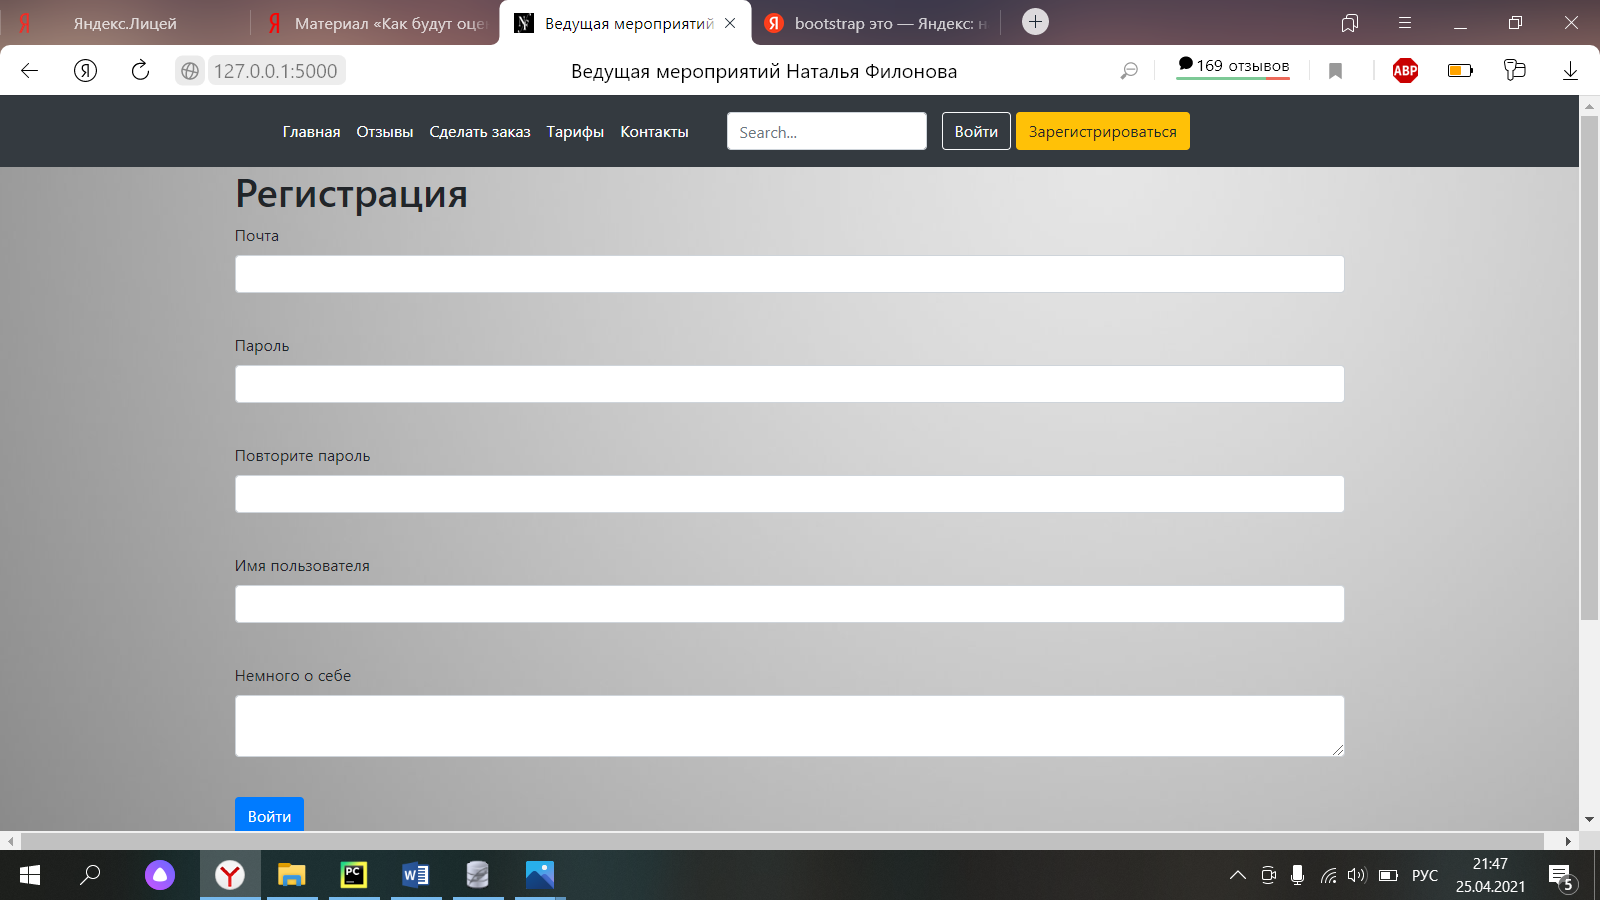 Яндекс.Лицей
Материал «Как будут оце
Ведущая мероприятий
bootstrap это — Яндекс: н
127.0.0.1:5000
Ведущая мероприятий Наталья Филонова
169 отзывов
ABP
Главная Отзывы Сделать заказ Тарифы Контакты Search... Войти Зарегистрироваться
Регистрация
Почта
Пароль
Повторите пароль
Имя пользователя
Немного о себе
Войти
РУС
21:47
25.04.2021
5